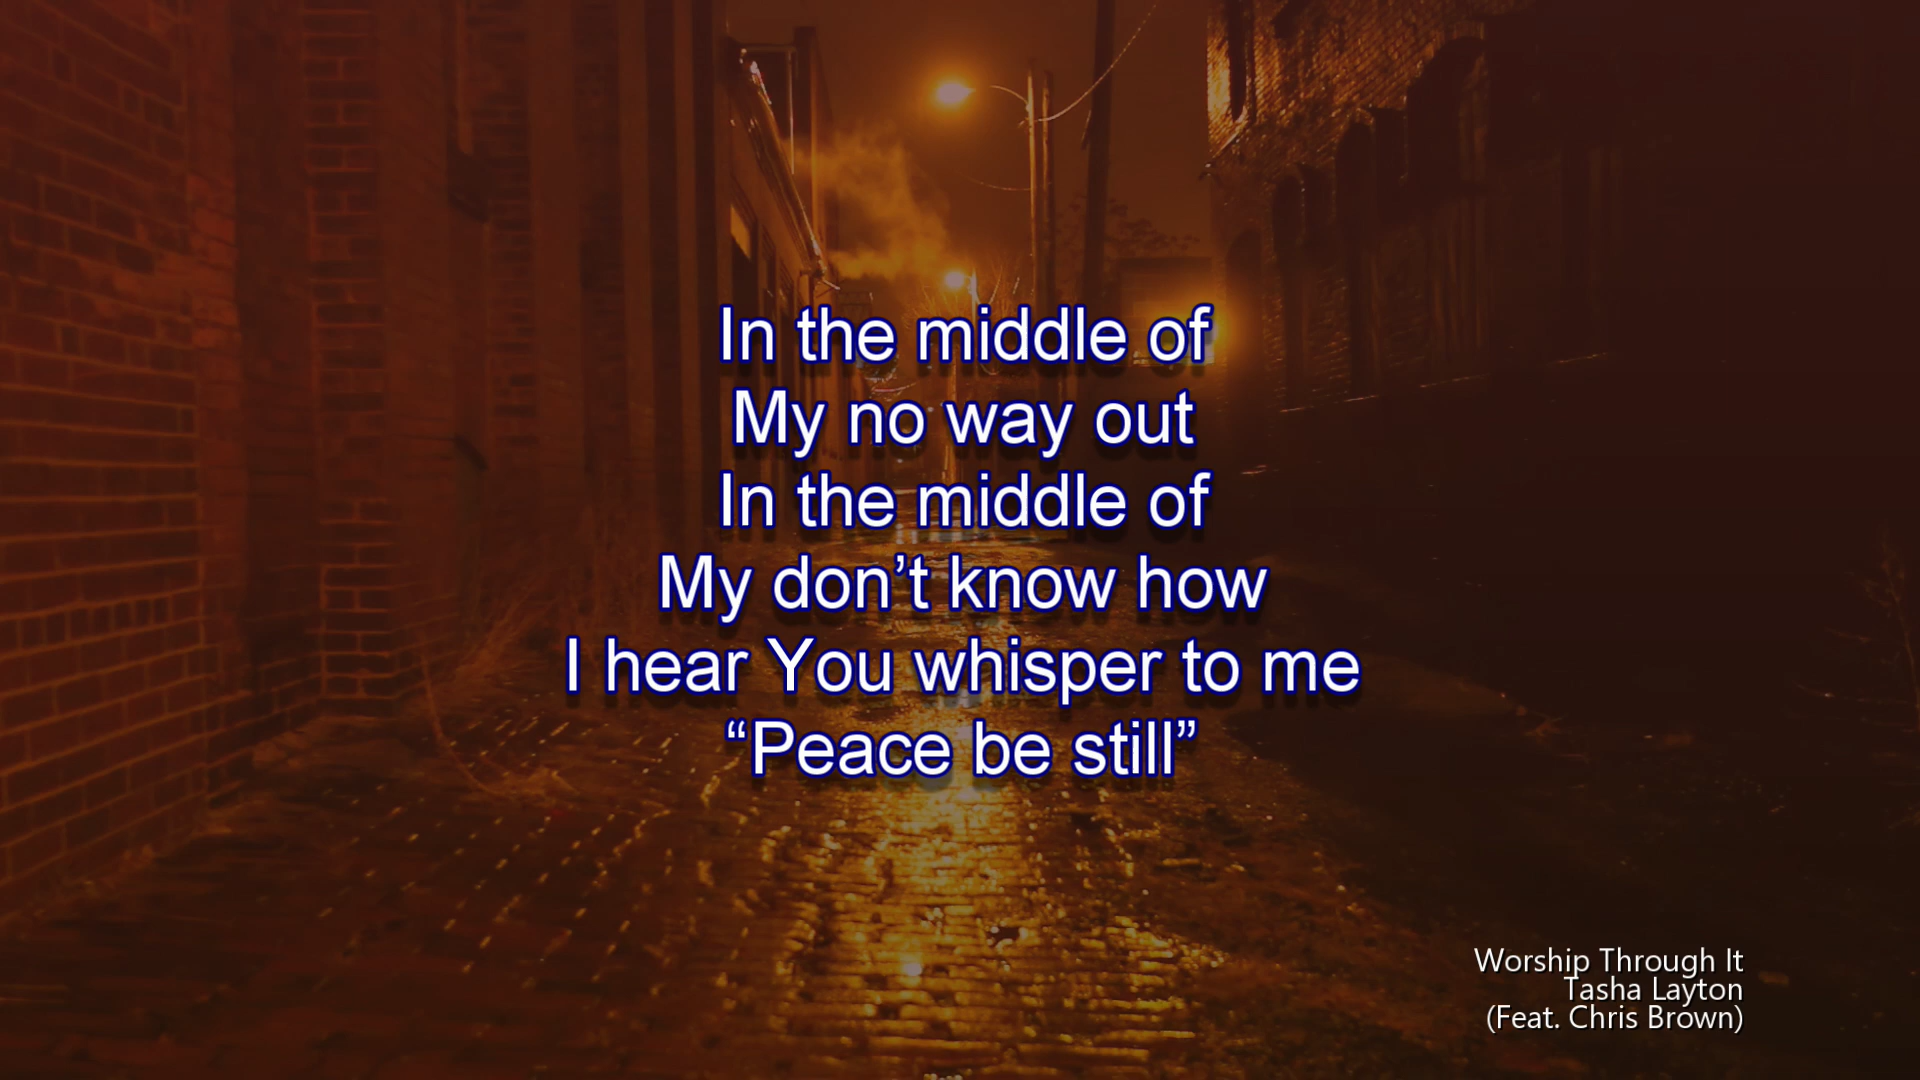 In the middle of
My no way out
In the middle of
My don’t know how
I hear You whisper to me
“Peace be still”
Worship Through It
Tasha Layton
(Feat. Chris Brown)